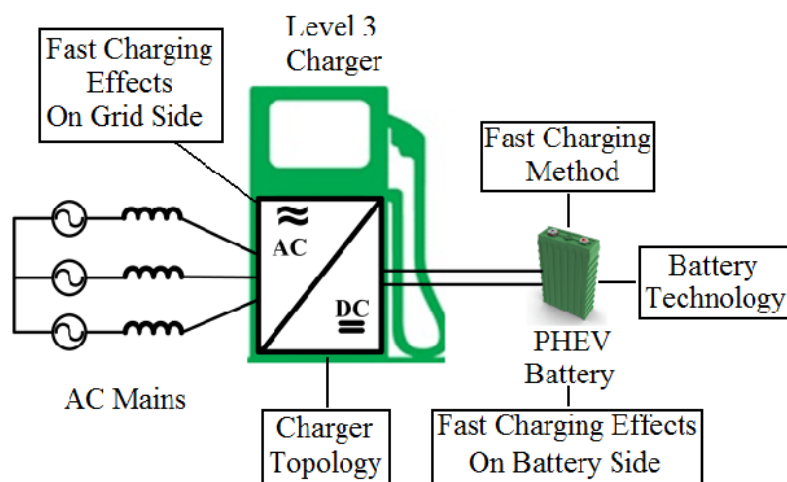 Fast Charging
Effects
On Grid Side
Level 3
Charger
Fast Charging
Method
AC
DC
Battery
Technology
PHEV
Battery
AC Mains
Charger
Topology
Fast Charging Effects
On Battery Side